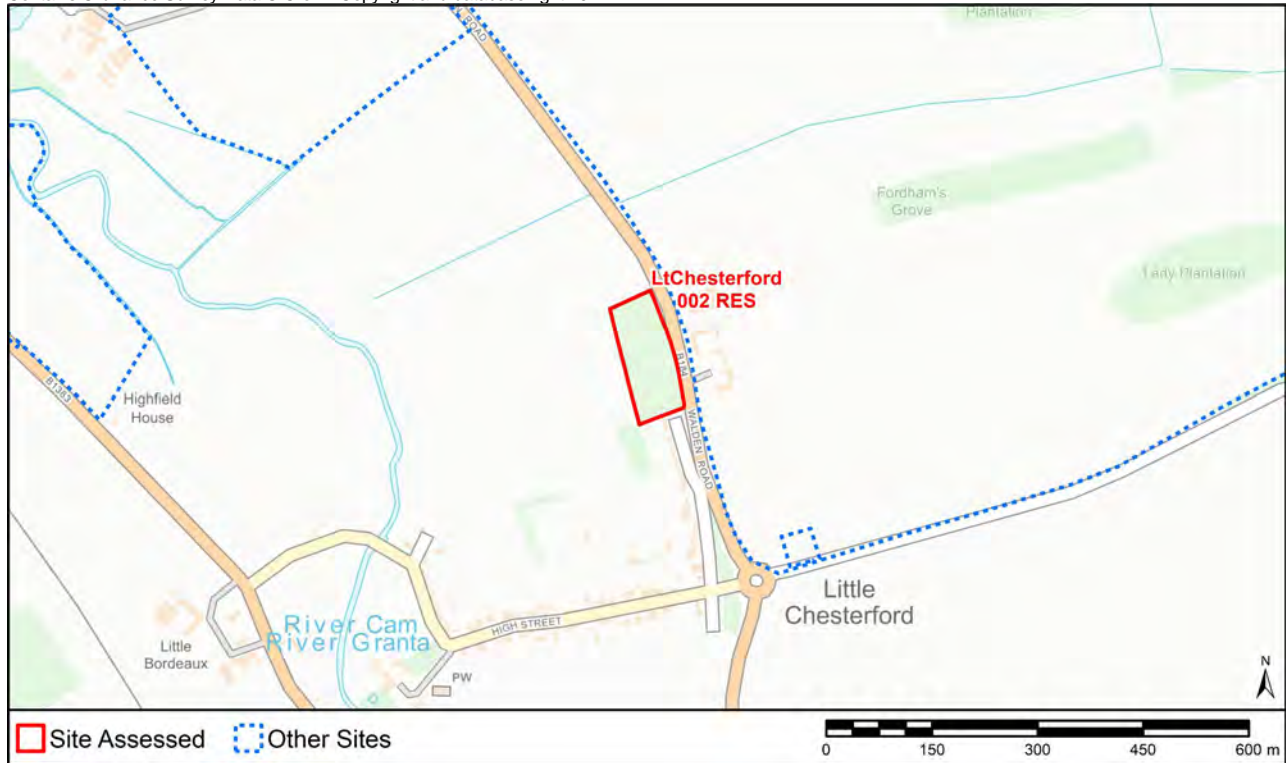 Plantation
ROAD
Fordham's
Grove
Lady Plantation
LtChesterford
002 RES
B184
WALDEN ROAD
B1383
Highfield
House
Little
Chesterford
HIGH STREET
River Cam
River Granta
Little
Bordeaux
PW
N
Site Assessed
Other Sites
0 150 300 450 600 m